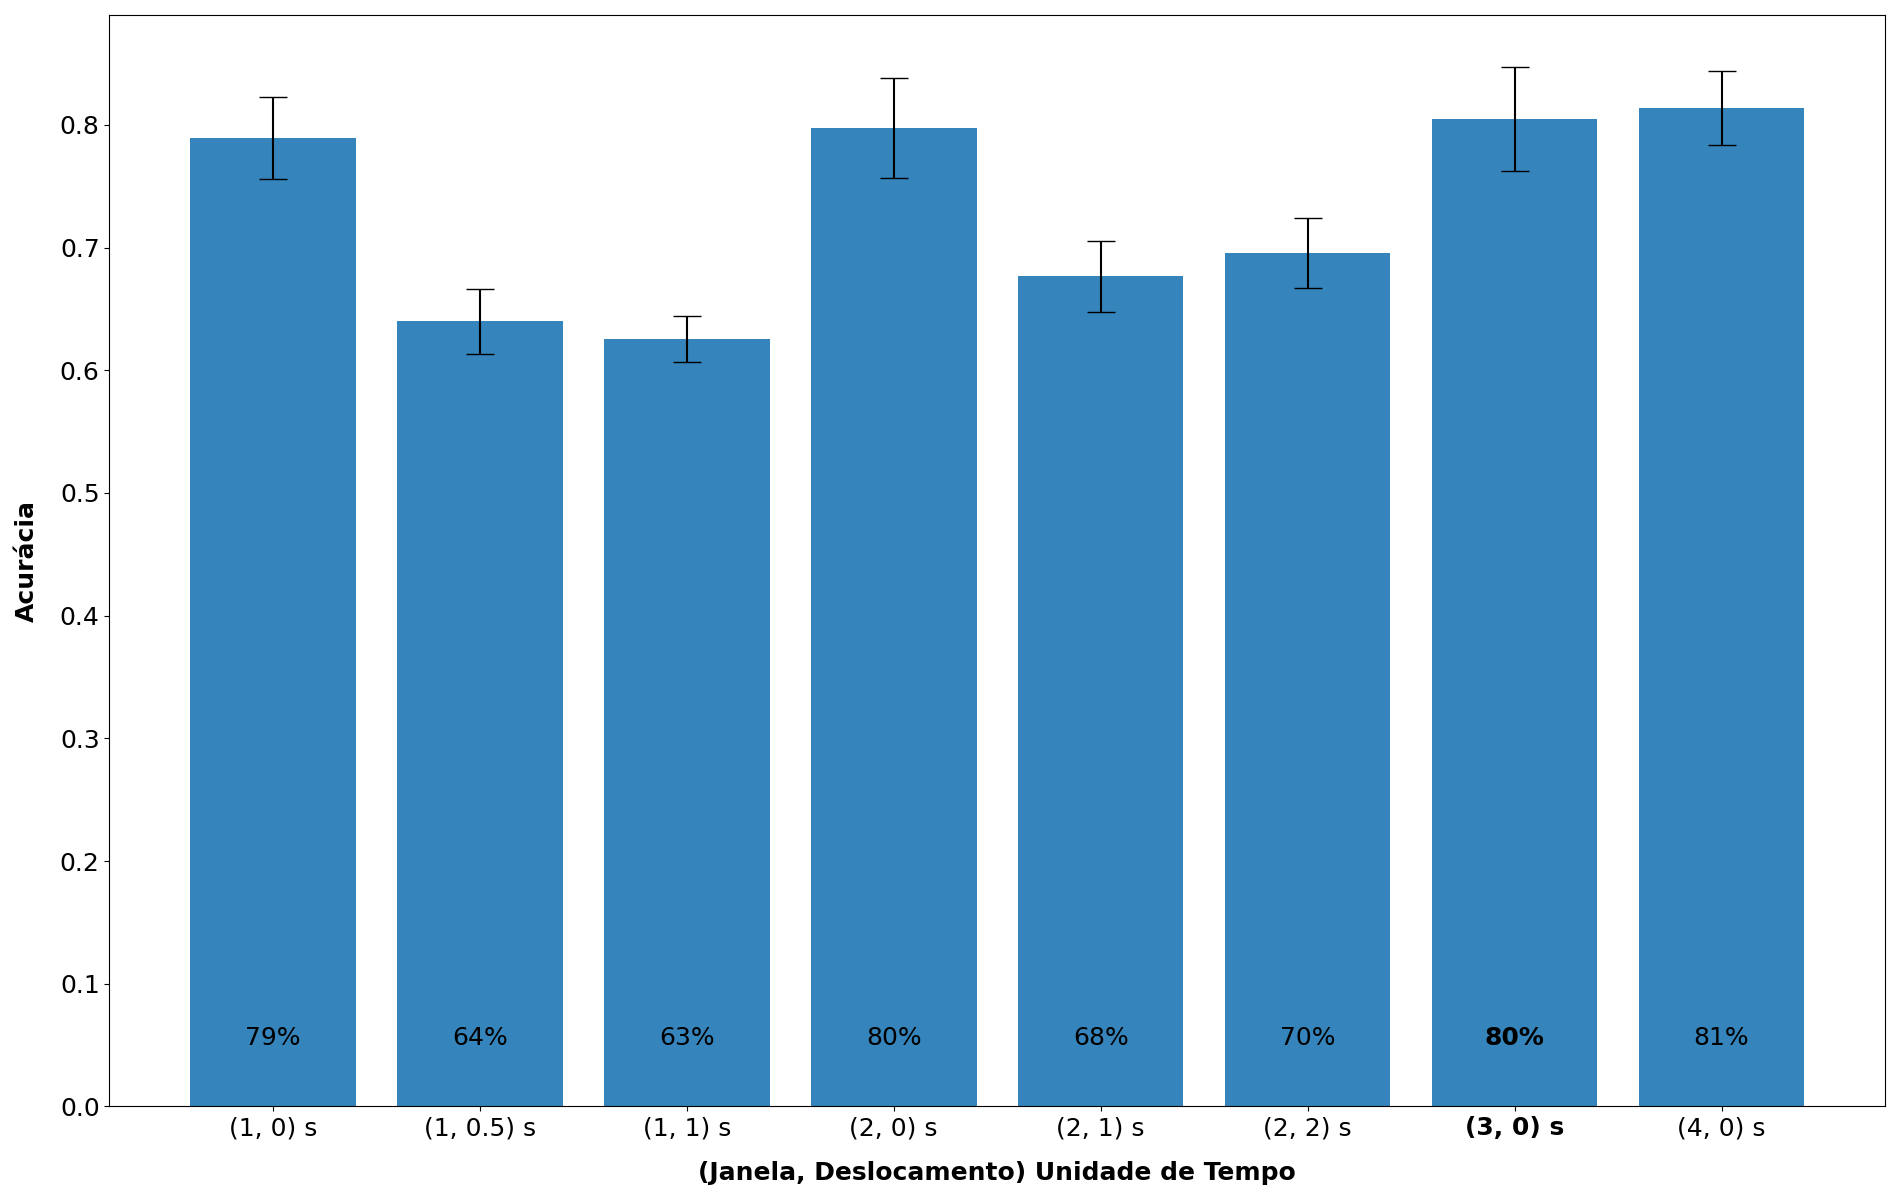 Acurácia
0.8
0.7
0.6
0.5
0.4
0.3
0.2
0.1
0.0
79% 64% 63% 80% 68% 70% 80% 81%
(1, 0) s (1, 0.5) s (1, 1) s (2, 0) s (2, 1) s (2, 2) s (3, 0) s (4, 0) s
(Janela, Deslocamento) Unidade de Tempo